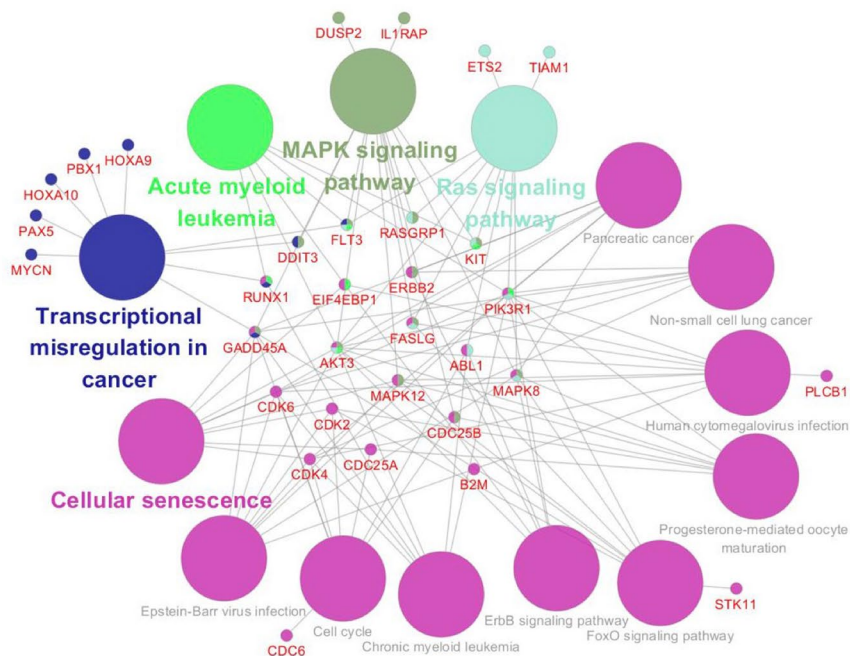 DUSP2
IL1RAP
ETS2
TIAM1
HOXA9
PBX1
HOXA10
PAX5
MYCN
MAPK signaling
pathway
Acute myeloid
leukemia
Ras signaling
pathway
Pancreatic cancer
FLT3
RASGRP1
DDIT3
KIT
RUNX1
EIF4EBP1
ERBB2
PIK3R1
Non-small cell lung cancer
Transcriptional
misregulation in
cancer
GADD45A
FASLG
AKT3
ABL1
MAPK12
MAPK8
PLCB1
CDK6
CDK2
CDC25B
Human cytomegalovirus infection
CDK4
CDC25A
B2M
Cellular senescence
Progesterone-mediated oocyte
maturation
Epstein-Barr virus infection
Cell cycle
Chronic myeloid leukemia
ErbB signaling pathway
FoxO signaling pathway
STK11
CDC6